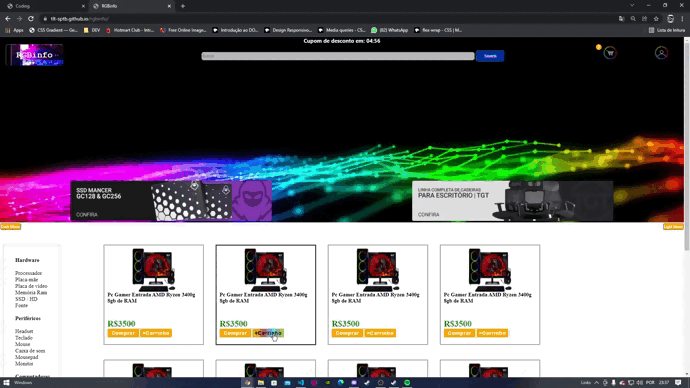 Coding
RGBinfo
tlt-sptb.github.io/rgbinfo/
Apps
CSS Gradient — Ge...
DEV
Hotmart Club - Intr...
Free Online Image...
Introdução ao DO...
Design Responsivo...
Media queries - CS...
(82) WhatsApp
flex-wrap - CSS | M...
Lista de leitura
Cupom de desconto em: 04:56
RGBinfo
SSD MANCER
GC128 & GC256
CONFIRA
LINHA COMPLETA DE CADEIRAS
PARA ESCRITÓRIO | TGT
CONFIRA
Hardware
Processador
Placa-mãe
Placa de vídeo
Memória Ram
SSD / HD
Fonte
Periféricos
Headset
Teclado
Mouse
Caixa de som
Mousepad
Monitor
Computadores
Pc Gamer Entrada AMD Ryzen 3400g
8gb de RAM
R$3500
Comprar
+Carrinho
Pc Gamer Entrada AMD Ryzen 3400g
8gb de RAM
R$3500
Comprar
+Carrinho
Pc Gamer Entrada AMD Ryzen 3400g
8gb de RAM
R$3500
Comprar
+Carrinho
Pc Gamer Entrada AMD Ryzen 3400g
8gb de RAM
R$3500
Comprar
+Carrinho
Windows
Links
POR
23:37